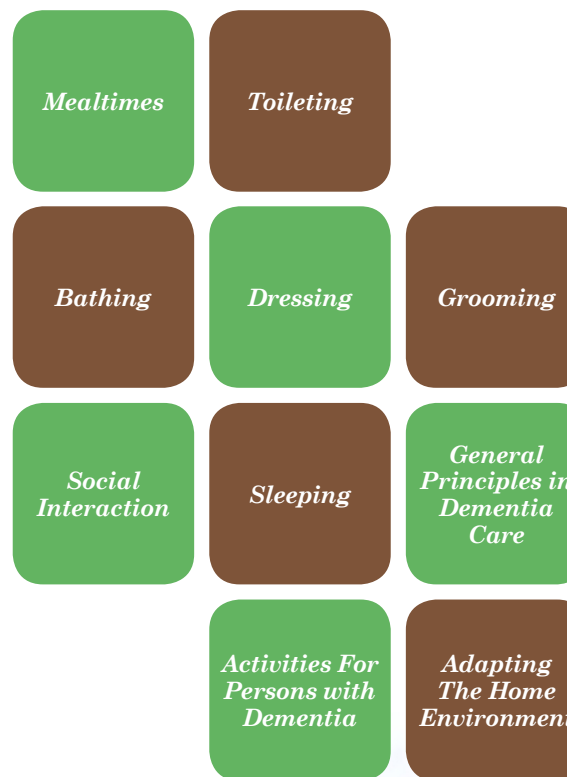 Mealtimes
Toileting
Bathing
Dressing
Grooming
Social
Interaction
Sleeping
General
Principles in
Dementia
Care
Activities For
Persons with
Dementia
Adapting
The Home
Environment